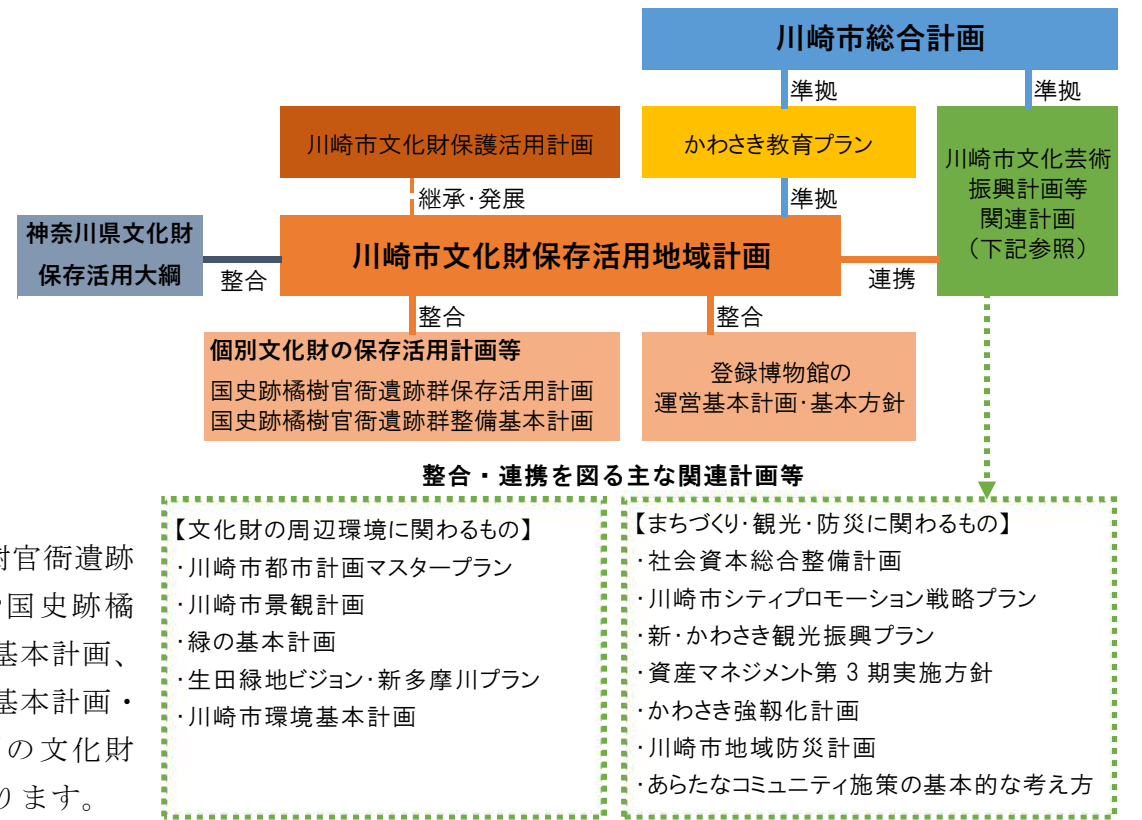 川崎市総合計画
準拠
準拠
川崎市文化財保護活用計画
かわさき教育プラン
川崎市文化芸術
振興計画等
関連計画
（下記参照）
継承・発展
準拠
神奈川県文化財
保存活用大綱
整合
川崎市文化財保存活用地域計画
連携
整合
整合
個別文化財の保存活用計画等
国史跡橘樹官衙遺跡群保存活用計画
国史跡橘樹官衙遺跡群整備基本計画
登録博物館の
運営基本計画・基本方針
整合・連携を図る主な関連計画等
【文化財の周辺環境に関わるもの】
・川崎市都市計画マスタープラン
・川崎市景観計画
・緑の基本計画
・生田緑地ビジョン・新多摩川プラン
・川崎市環境基本計画
【まちづくり・観光・防災に関わるもの】
・社会資本総合整備計画
・川崎市シティプロモーション戦略プラン
・新・かわさき観光振興プラン
・資産マネジメント第３期実施方針
・かわさき強靱化計画
・川崎市地域防災計画
・あらたなコミュニティ施策の基本的な考え方
官衙遺跡
国史跡橘
基本計画、
基本計画・
の文化財
ります。